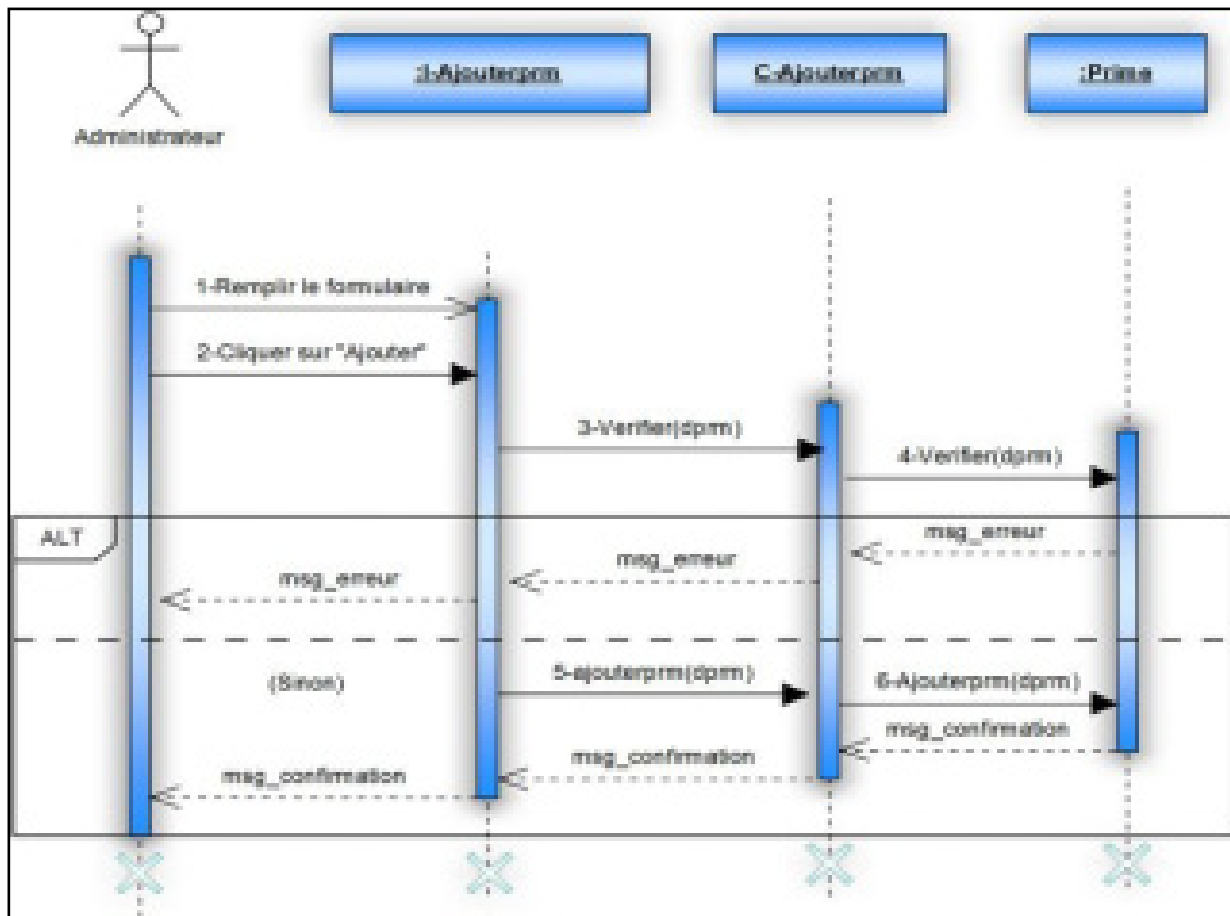 :I-Ajouterprm
C-Ajouterprm
:Prime
Administrateur
1-Remplir le formulaire
2-Cliquer sur "Ajouter"
3-Verifier(dprm)
4-Verifier(dprm)
ALT
msg_erreur
msg_erreur
msg_erreur
(Sinon)
5-ajouterprm(dprm)
6-Ajouterprm(dprm)
msg_confirmation
msg_confirmation
msg_confirmation